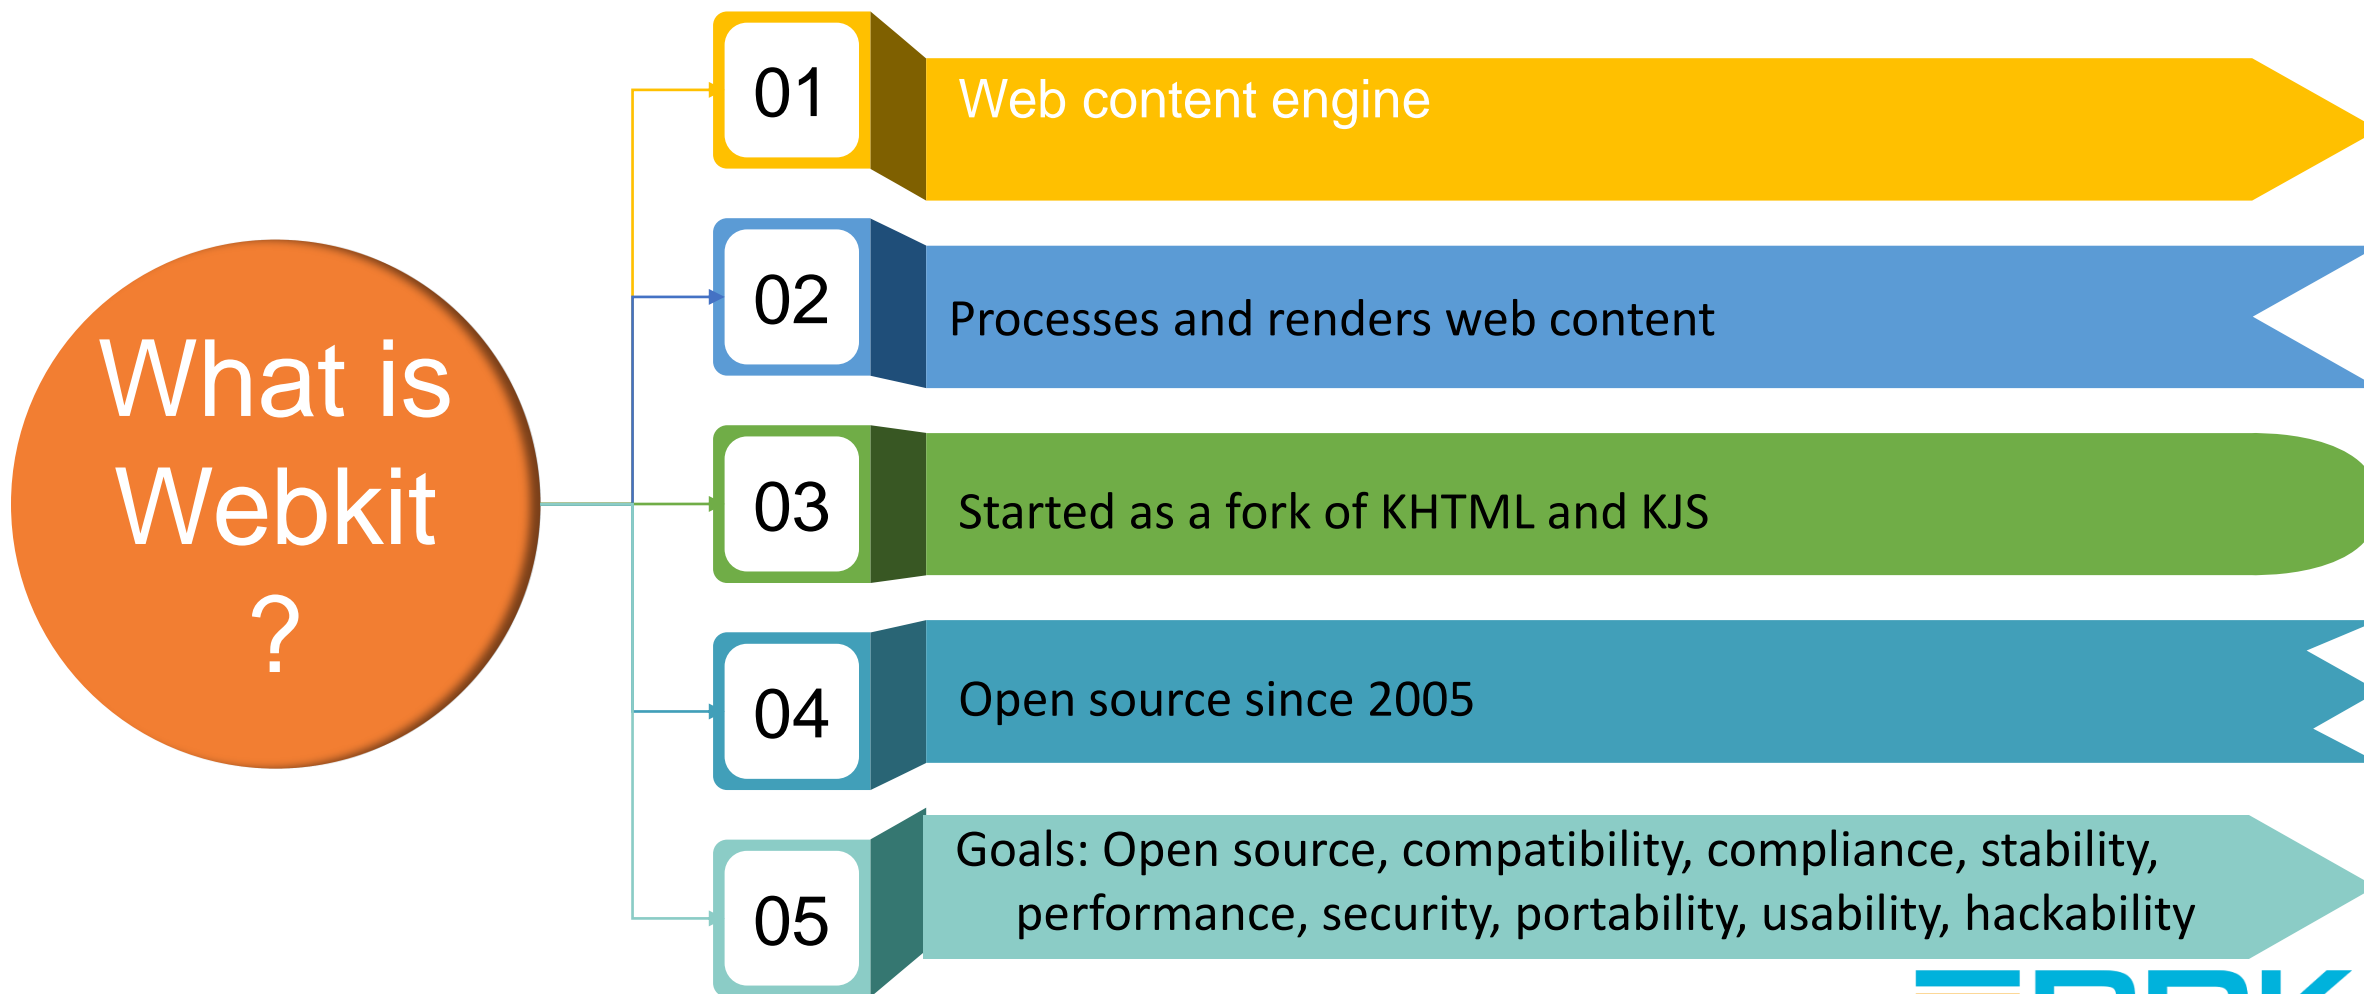 What is
Webkit
?
01
Web content engine
02
Processes and renders web content
03
Started as a fork of KHTML and KJS
04
Open source since 2005
05
Goals: Open source, compatibility, compliance, stability,
performance, security, portability, usability, hackability